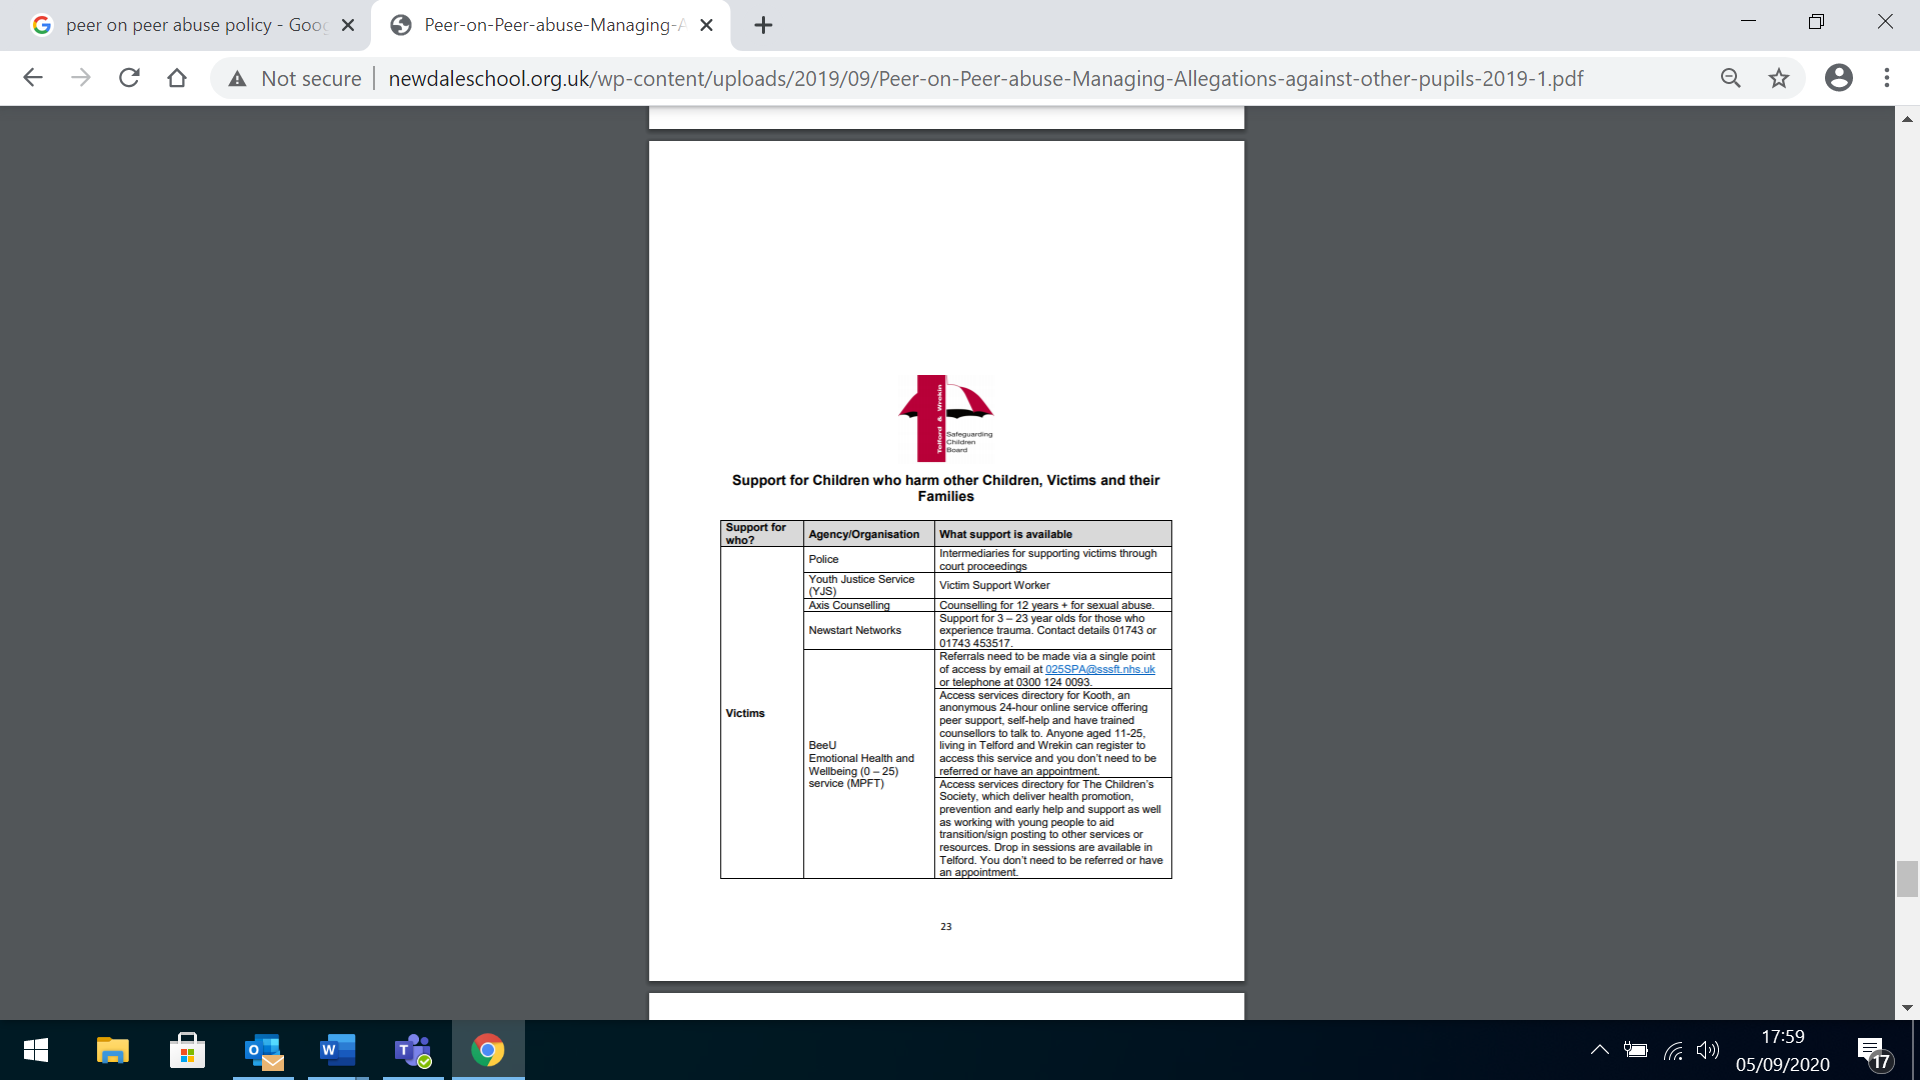 peer on peer abuse policy - Goog
Peer-on-Peer-abuse-Managing-A
Not secure
newdaleschool.org.uk/wp-content/uploads/2019/09/Peer-on-Peer-abuse-Managing-Allegations-against-other-pupils-2019-1.pdf
Telford & Wrekin
Safeguarding
Children
Board
Support for Children who harm other Children, Victims and their
Families
Support for
who?
Agency/Organisation
What support is available
Victims
Police
Intermediaries for supporting victims through
court proceedings
Youth Justice Service
(YJS)
Victim Support Worker
Axis Counselling
Counselling for 12 years + for sexual abuse.
Newstart Networks
Support for 3 – 23 year olds for those who
experience trauma. Contact details 01743 or
01743 453517.
BeeU
Emotional Health and
Wellbeing (0 – 25)
service (MPFT)
Referrals need to be made via a single point
of access by email at 025SPA@sssft.nhs.uk
or telephone at 0300 124 0093.
Access services directory for Kooth, an
anonymous 24-hour online service offering
peer support, self-help and have trained
counsellors to talk to. Anyone aged 11-25,
living in Telford and Wrekin can register to
access this service and you don't need to be
referred or have an appointment.
Access services directory for The Children's
Society, which deliver health promotion,
prevention and early help and support as well
as working with young people to aid
transition/sign posting to other services or
resources. Drop in sessions are available in
Telford. You don't need to be referred or have
an appointment.
23
17:59
05/09/2020
17